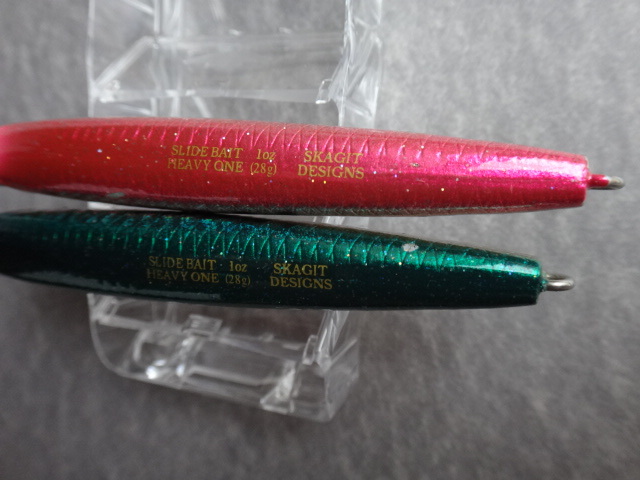 SLIDE BAIT 1oz SKAGIT
HEAVY ONE (28g) DESIGNS
SLIDE BAIT 1oz SKAGIT
HEAVY ONE (28g) DESIGNS